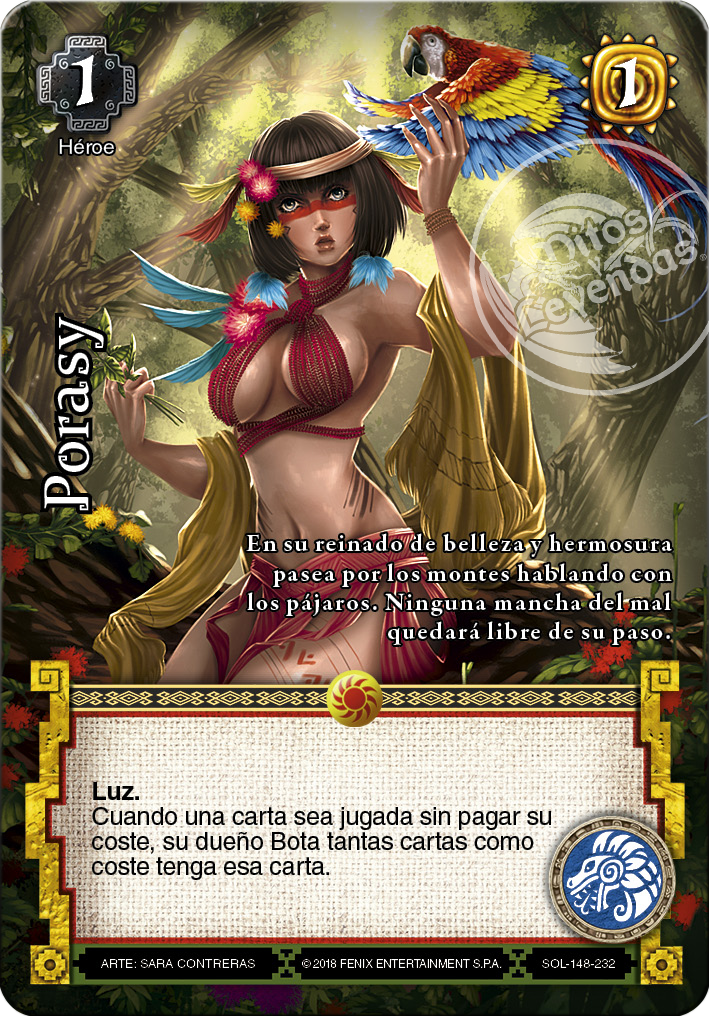 1
Héroe
1
Mitos
y
Leyendas®
Porasy
En su reinado de belleza y hermosura
pasea por los montes hablando con
los pájaros. Ninguna mancha del mal
quedará libre de su paso.
Luz.
Cuando una carta sea jugada sin pagar su
coste, su dueño Bota tantas cartas como
coste tenga esa carta.
ARTE: SARA CONTRERAS
©2018 FENIX ENTERTAINMENT S.P.A.
SOL-148-232